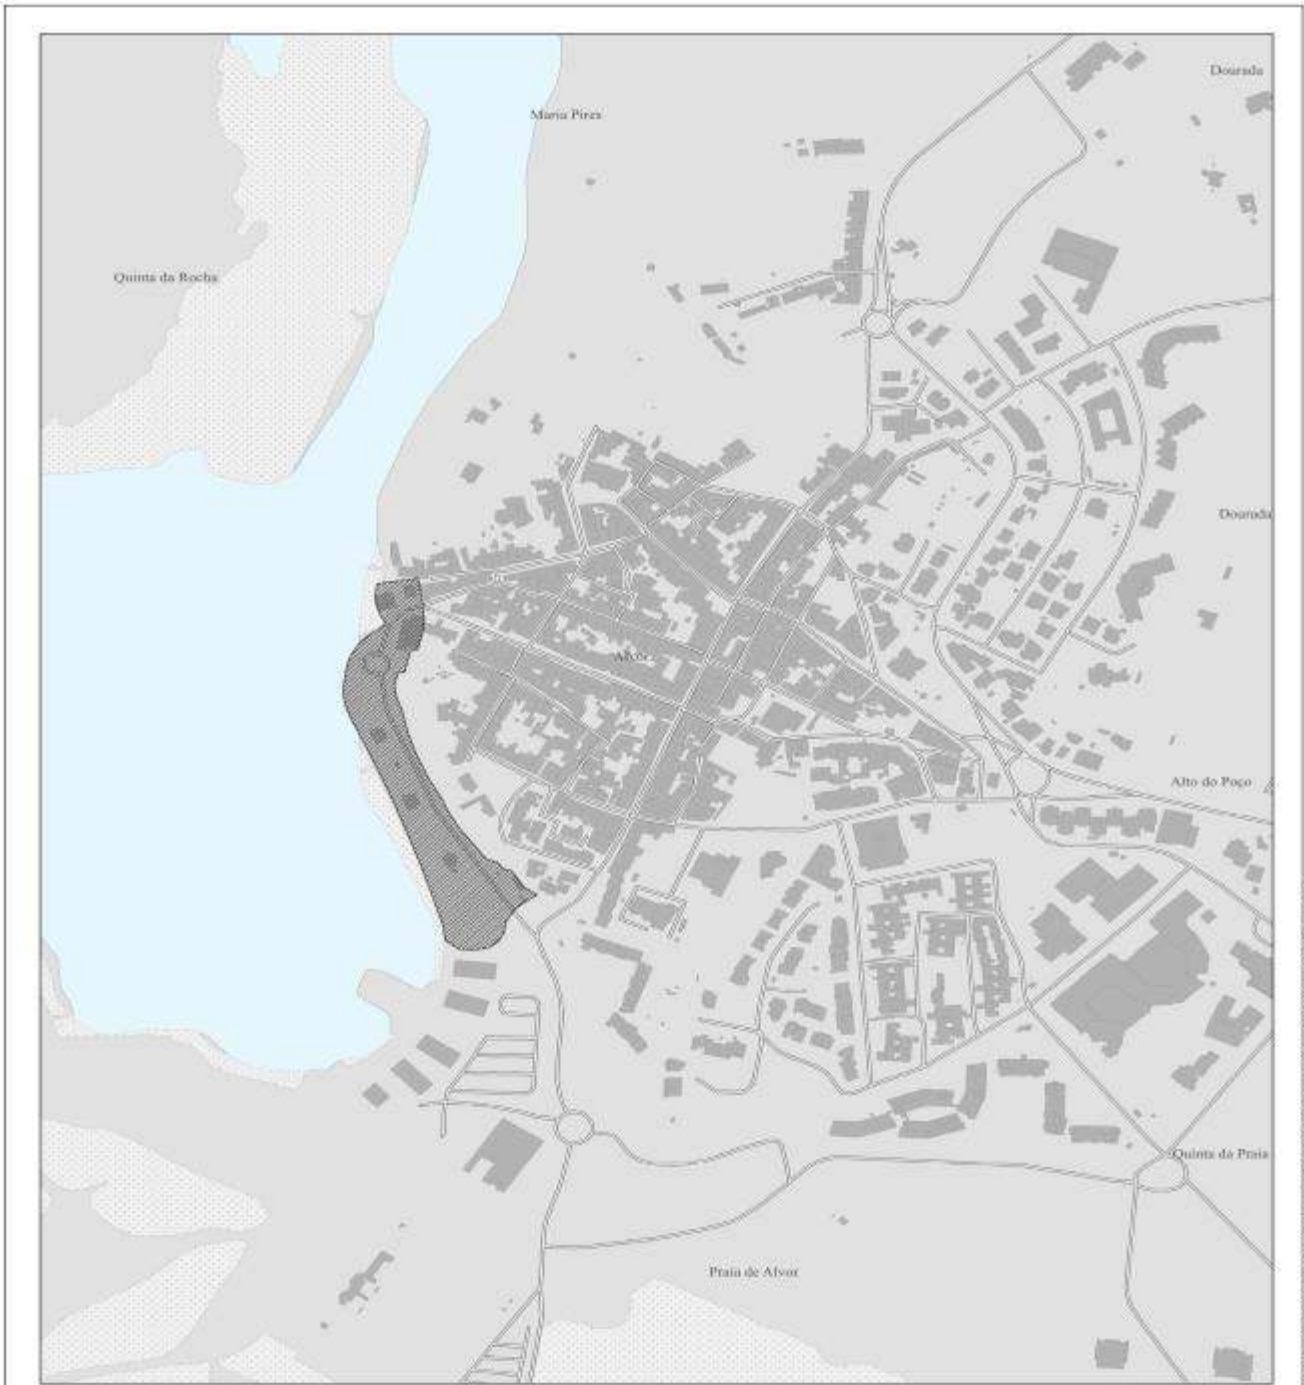 Dourada
Maria Pires
Quinta da Rocha
Dourada
Alvor
Alto do Poço
Quinta da Praia
Praia de Alvor